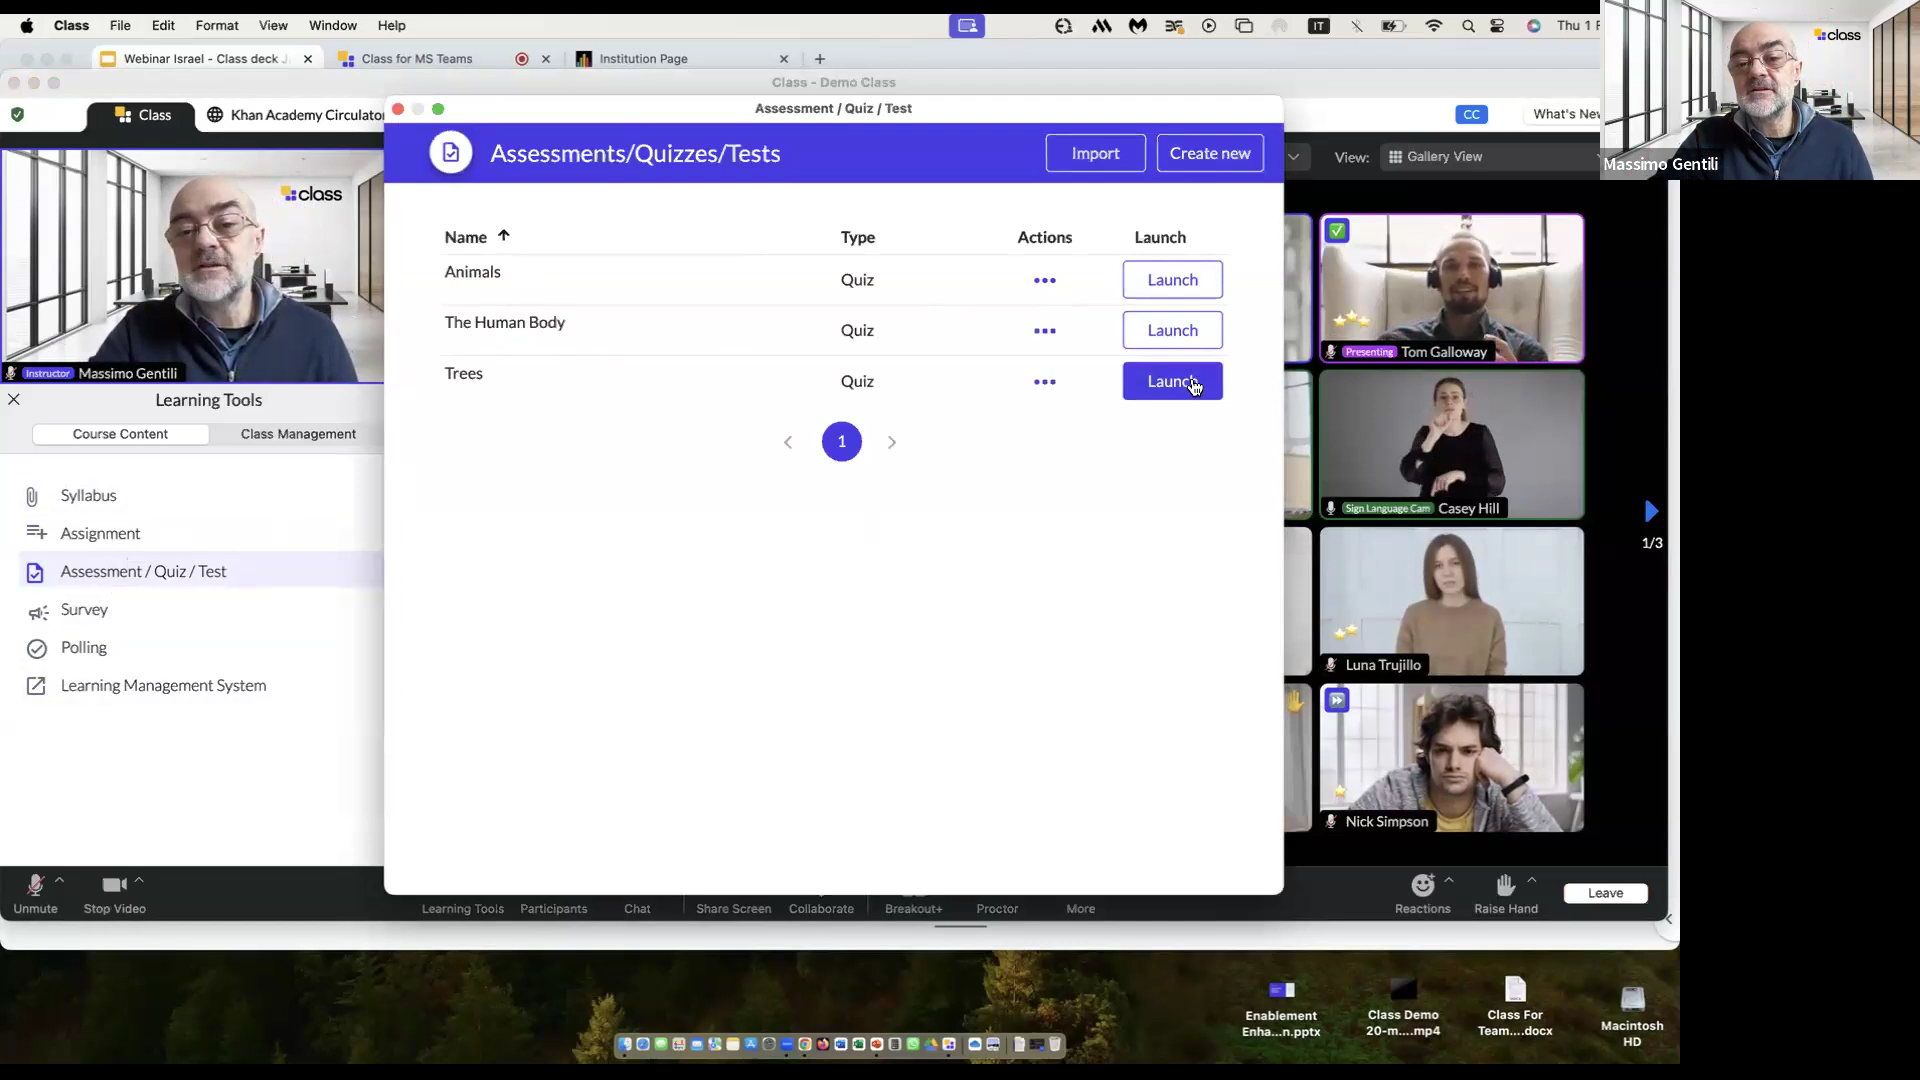 Class File Edit Format View Window Help
IT
Thu 1 F
Webinar Israel - Class deck J
Class for MS Teams
Institution Page
Class - Demo Class
Class
Khan Academy Circulator
CC
What's New
class
Massimo Gentili
Assessment / Quiz / Test
Assessments/Quizzes/Tests
Import
Create new
View:
Gallery View
class
Instructor Massimo Gentili
Name
Type
Actions
Launch
Animals
Quiz
Launch
The Human Body
Quiz
Launch
Trees
Quiz
Launch
1
Learning Tools
Course Content
Class Management
Syllabus
Assignment
Assessment / Quiz / Test
Survey
Polling
Learning Management System
Presenting Tom Galloway
Sign Language Cam Casey Hill
1/3
Luna Trujillo
Nick Simpson
Unmute
Stop Video
Learning Tools
Participants
Chat
Share Screen
Collaborate
Breakout+
Proctor
More
Reactions
Raise Hand
Leave
Enablement
Enha...n.pptx
Class Demo
20-m....mp4
Class For
Team....docx
Macintosh
HD